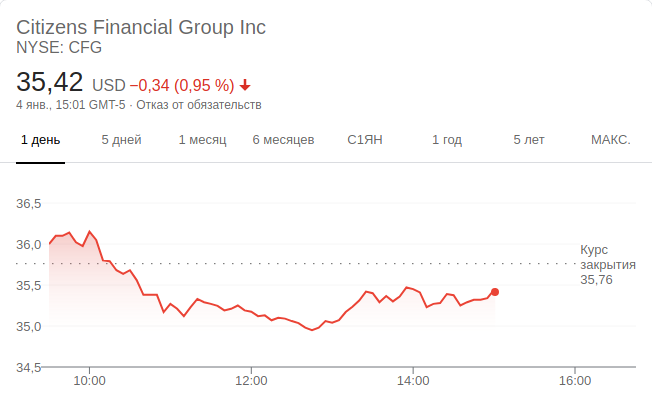 Citizens Financial Group Inc
NYSE: CFG
35,42 USD −0,34 (0,95 %)
4 янв., 15:01 GMT-5 · Отказ от обязательств
1 день 5 дней 1 месяц 6 месяцев С1ЯН 1 год 5 лет МАКС.
36,5
36,0
Курс
закрытия
35,76
35,5
35,0
34,5
10:00 12:00 14:00 16:00